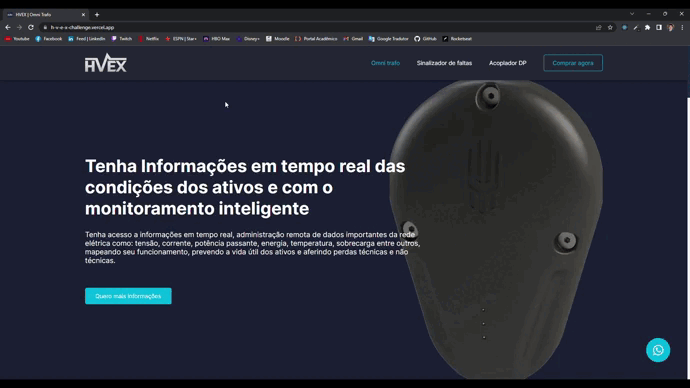 HVEX | Omni Trafo
h-v-e-x-challenge.vercel.app
Youtube Facebook Feed | LinkedIn Twitch Netflix ESPN | Star+ HBO Max Disney+ Moodle Portal Acadêmico Gmail Google Tradutor GitHub Rocketseat
HVEX
Omni trafo Sinalizador de faltas Acoplador DP Comprar agora
Tenha Informações em tempo real das
condições dos ativos e com o
monitoramento inteligente
Tenha acesso a informações em tempo real, administração remota de dados importantes da rede
elétrica como: tensão, corrente, potência passante, energia, temperatura, sobrecarga entre outros,
mapeando seu funcionamento, prevendo a vida útil dos ativos e aferindo perdas técnicas e não
técnicas.
Quero mais informações